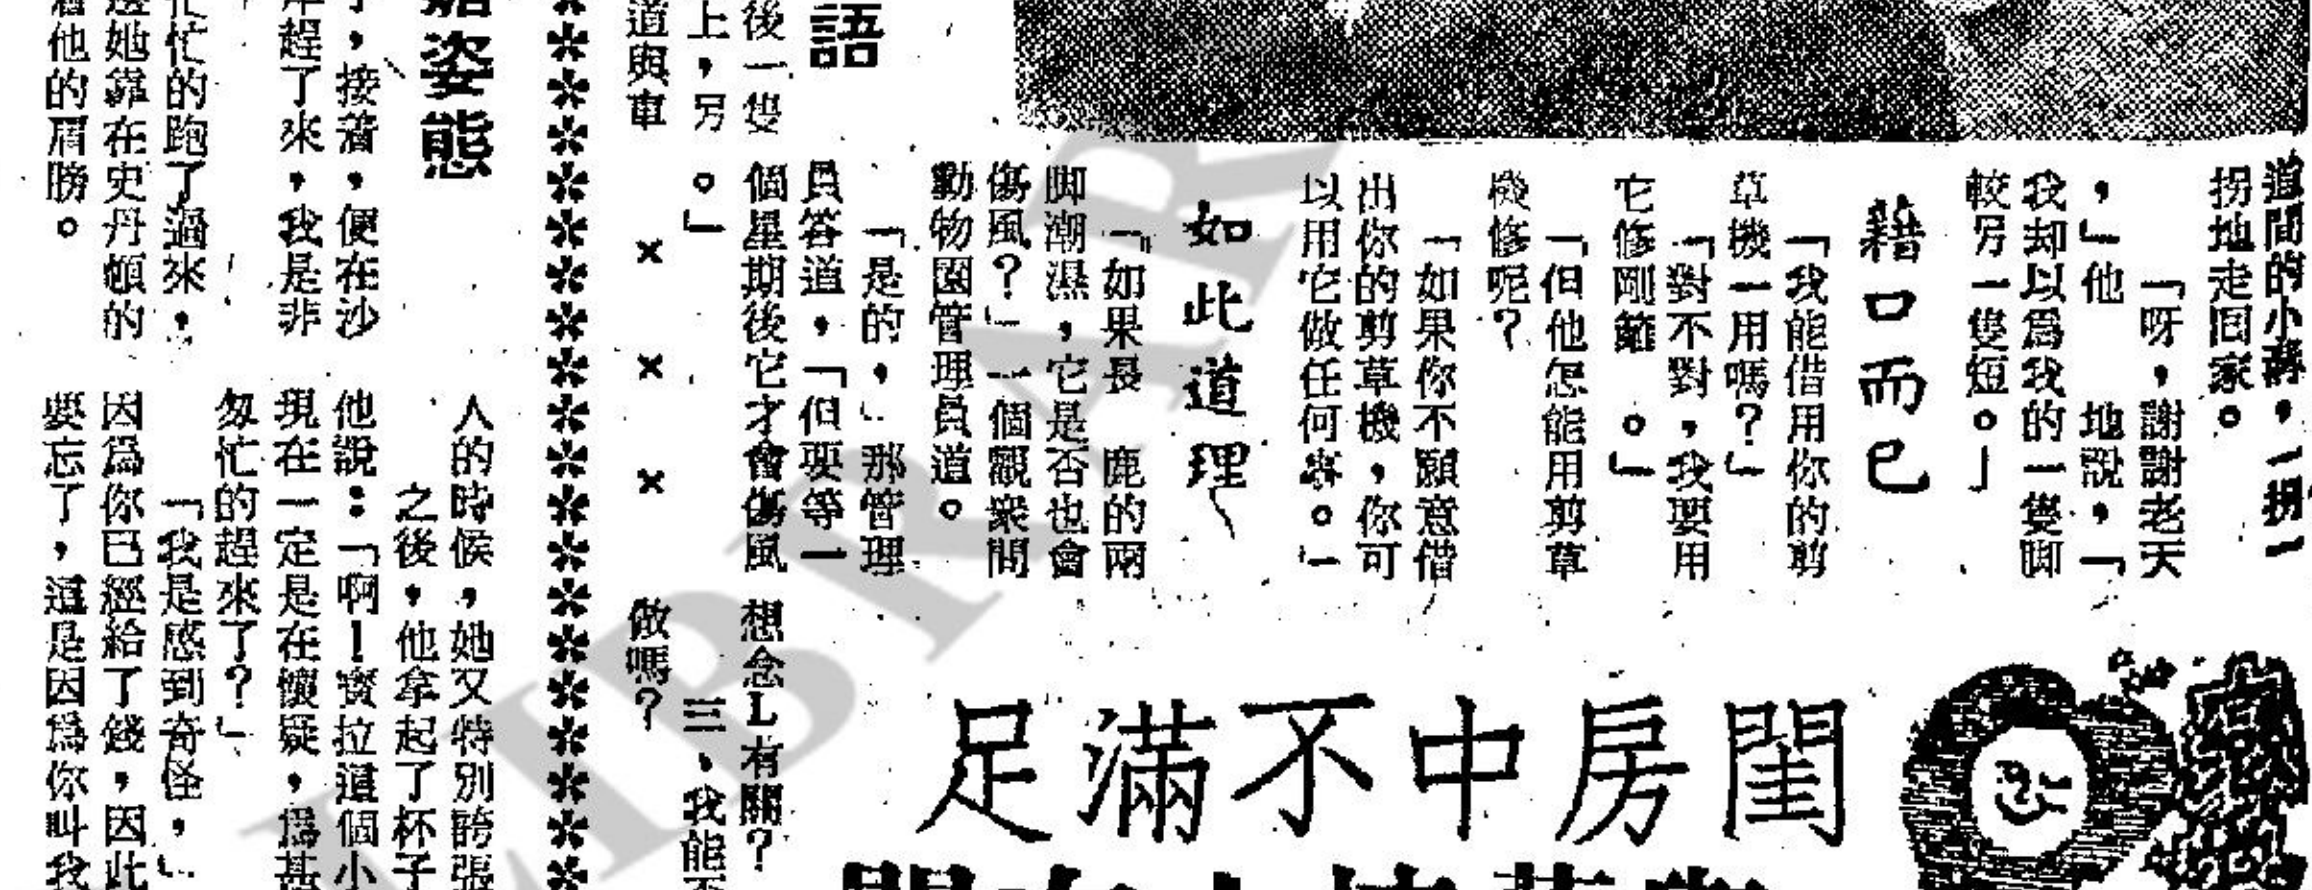 道間的小
，一拐一
拐地走回家。
「呀，謝謝老天
，」他　地說，「
我却以爲我的一隻脚
較另一隻短。」
藉口而已
「我能借用你的剪
草機一用嗎？」
「對不對，我要用
它修剛　。」
「但他怎能用剪草
機修呢？
「如果你不願意借
出你的剪草機，你可
以用它做任何事。」
如此道理
「如果長　鹿的兩
脚潮濕，它是否也會
傷風？」一個觀衆問
動物園管理員道。
「是的，」那管理
員答道，「但要等一
個星期後它才會傷風
。」
× × ×
語
後一隻
上，另
道與車
想念L有關？
三、我能
做嗎？
閨房中不滿足
姿態
，接着，便在沙
趕了來，我是非
忙的跑了過來，
她靠在史丹頓的
他的肩膀。
人的時候，她又特別誇張
之後，他拿起了杯子
他說：「啊！賓拉這個小
現在一定是在懷疑，爲甚
匆忙的趕來了？」
「我是感到奇怪，」
因爲你已經給了錢，因此
要忘了，這是因爲你叫我
LIBRAR